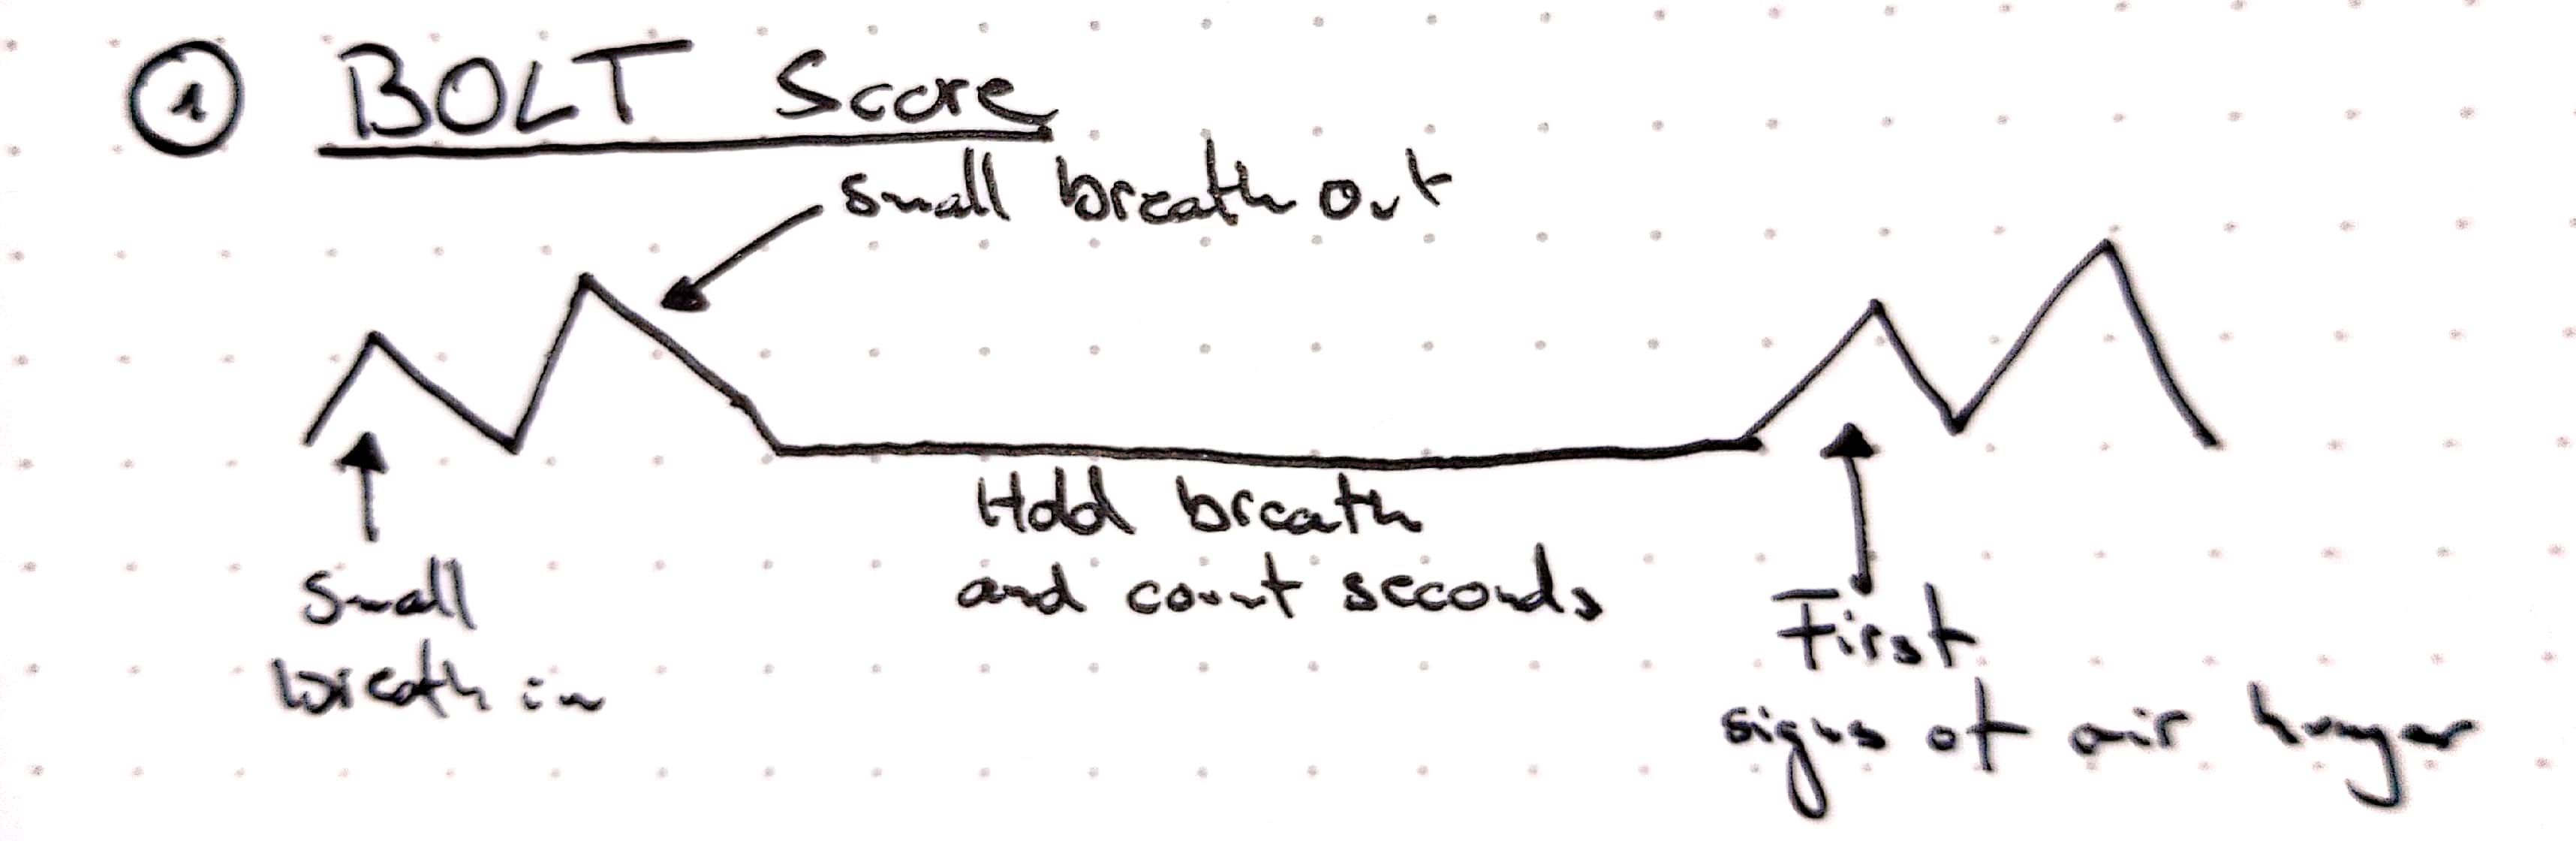 1 BOLT Score
small breath out
Small
breath in
Hold breath
and count seconds
First
signs of air hunger